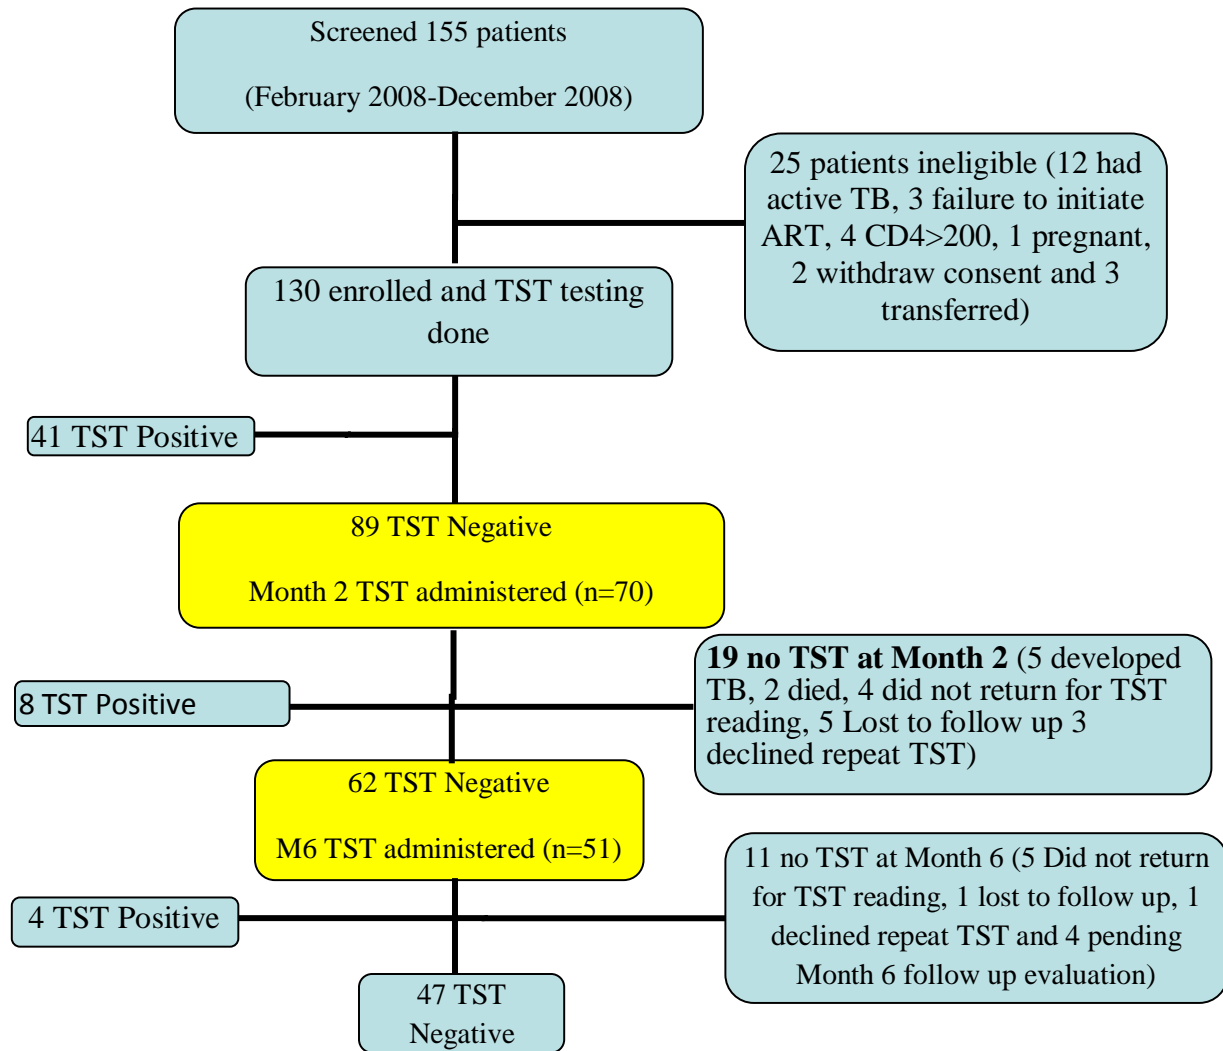 Screened 155 patients
(February 2008-December 2008)
25 patients ineligible (12 had
active TB, 3 failure to initiate
ART, 4 CD4>200, 1 pregnant,
2 withdraw consent and 3
transferred)
130 enrolled and TST testing
done
41 TST Positive
89 TST Negative
Month 2 TST administered (n=70)
19 no TST at Month 2 (5 developed
TB, 2 died, 4 did not return for TST
reading, 5 Lost to follow up 3
declined repeat TST)
8 TST Positive
62 TST Negative
M6 TST administered (n=51)
11 no TST at Month 6 (5 Did not return
for TST reading, 1 lost to follow up, 1
declined repeat TST and 4 pending
Month 6 follow up evaluation)
4 TST Positive
47 TST
Negative